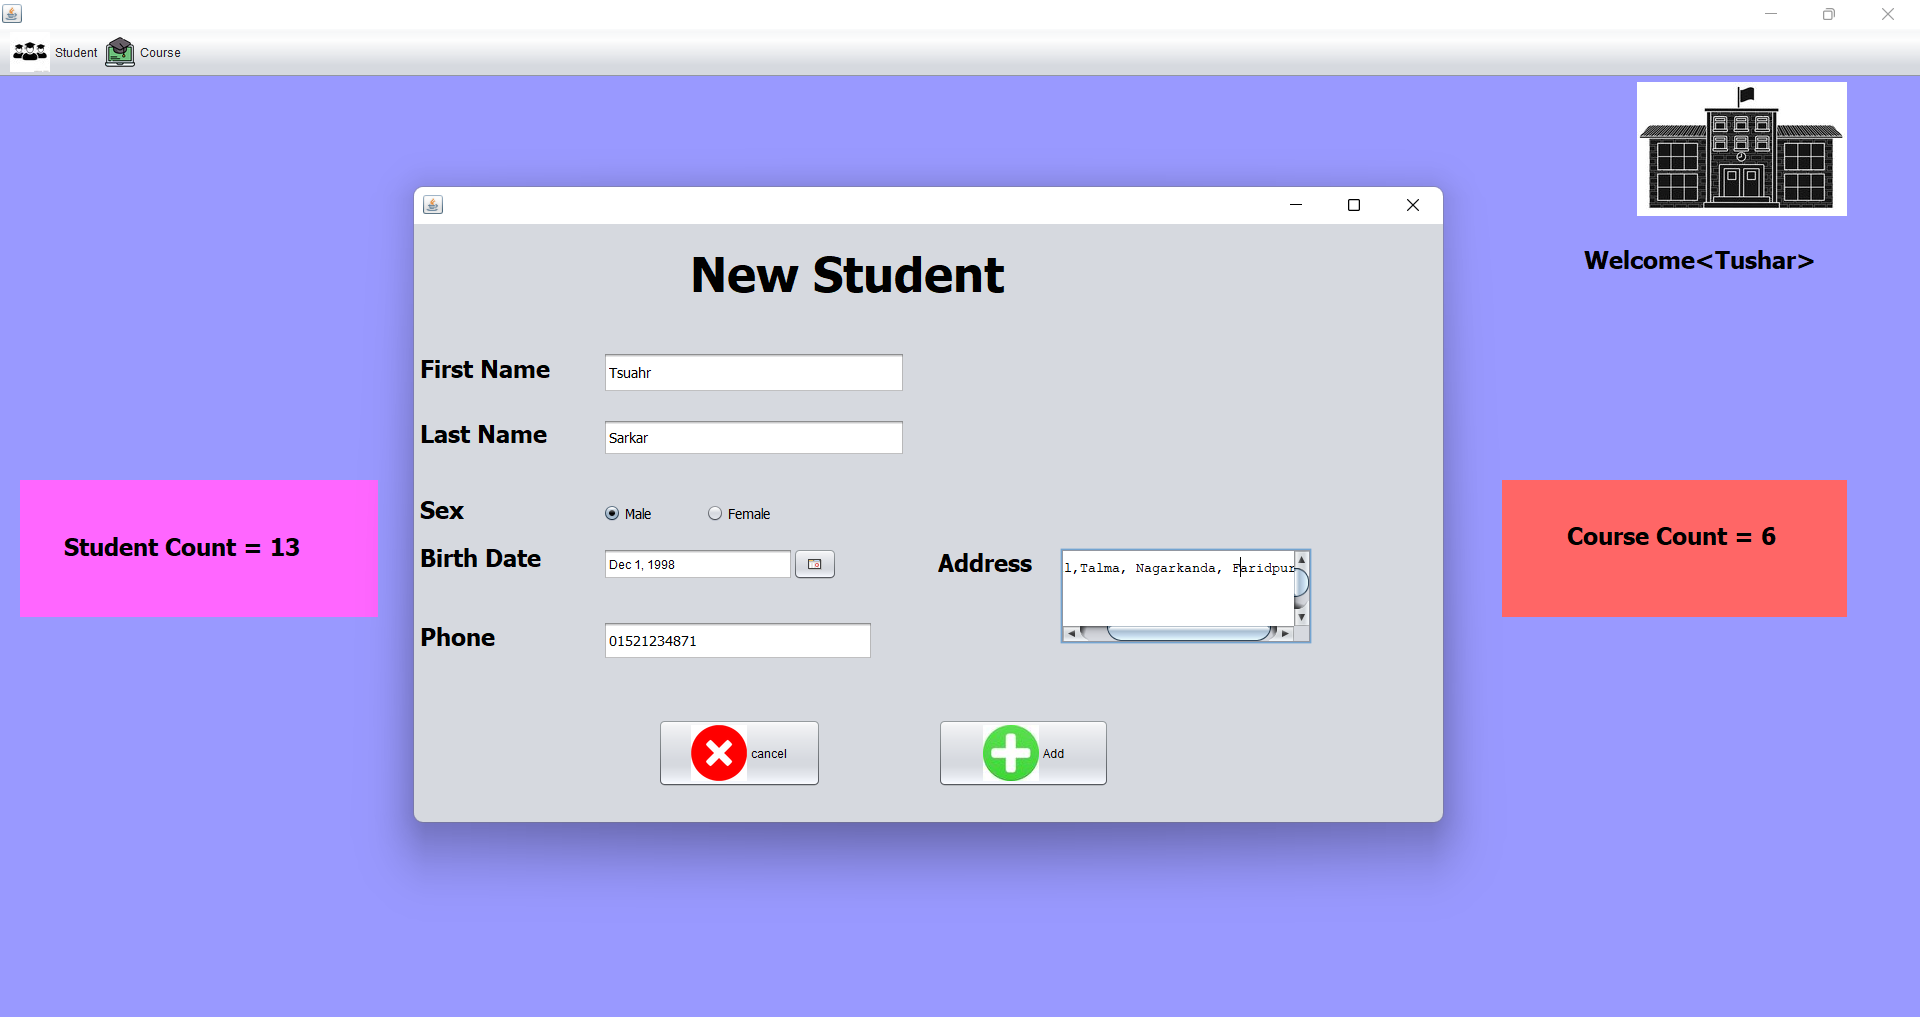 Student Course
Welcome<Tushar>
New Student
First Name Tsuahr
Last Name Sarkar
Sex Male Female
Birth Date Dec 1, 1998
Address l,Talma, Nagarkanda, Faridpur
Phone 01521234871
cancel Add
Student Count = 13
Course Count = 6